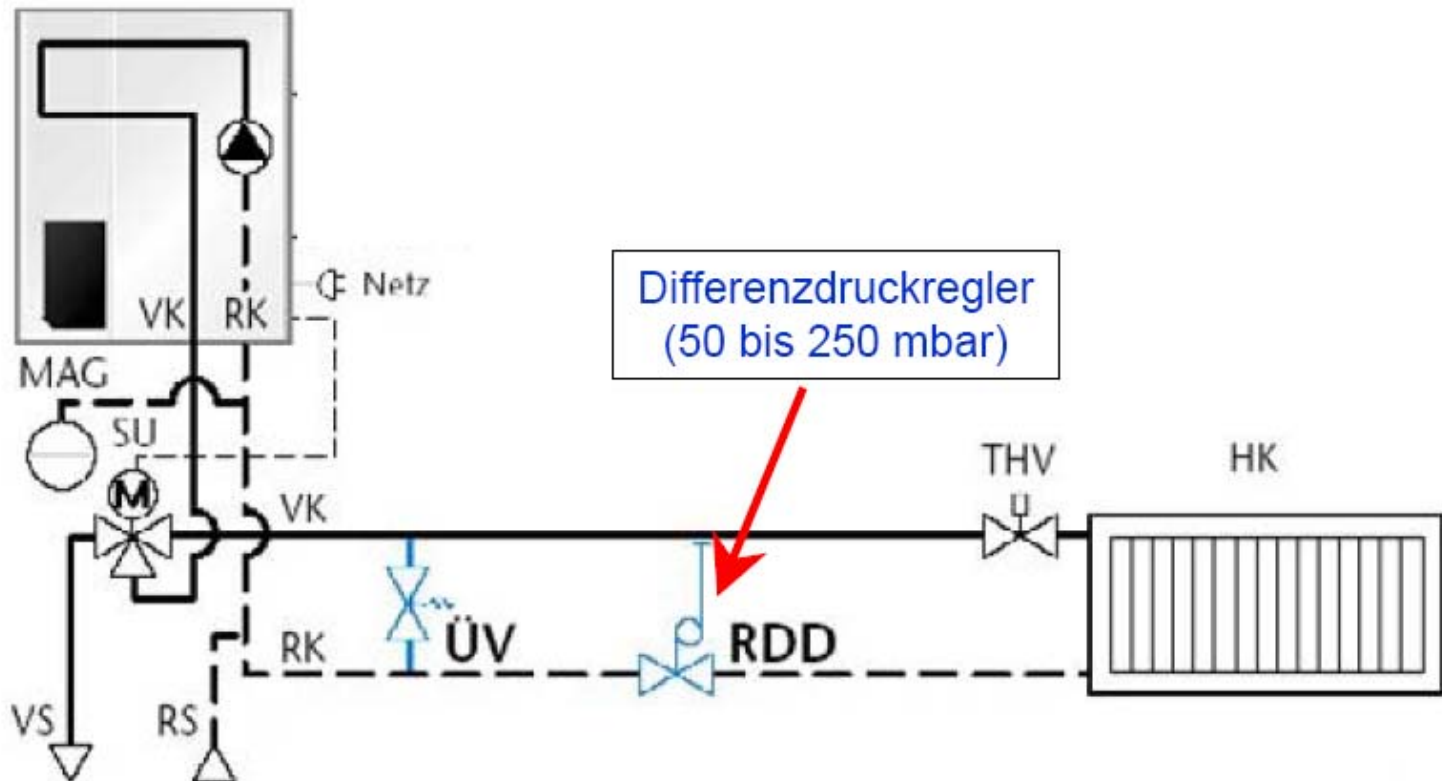 Netz
VK
RK
MAG
SU
M
Differenzdruckregler
(50 bis 250 mbar)
THV
HK
VK
RK
ÜV
RDD
VS
RS